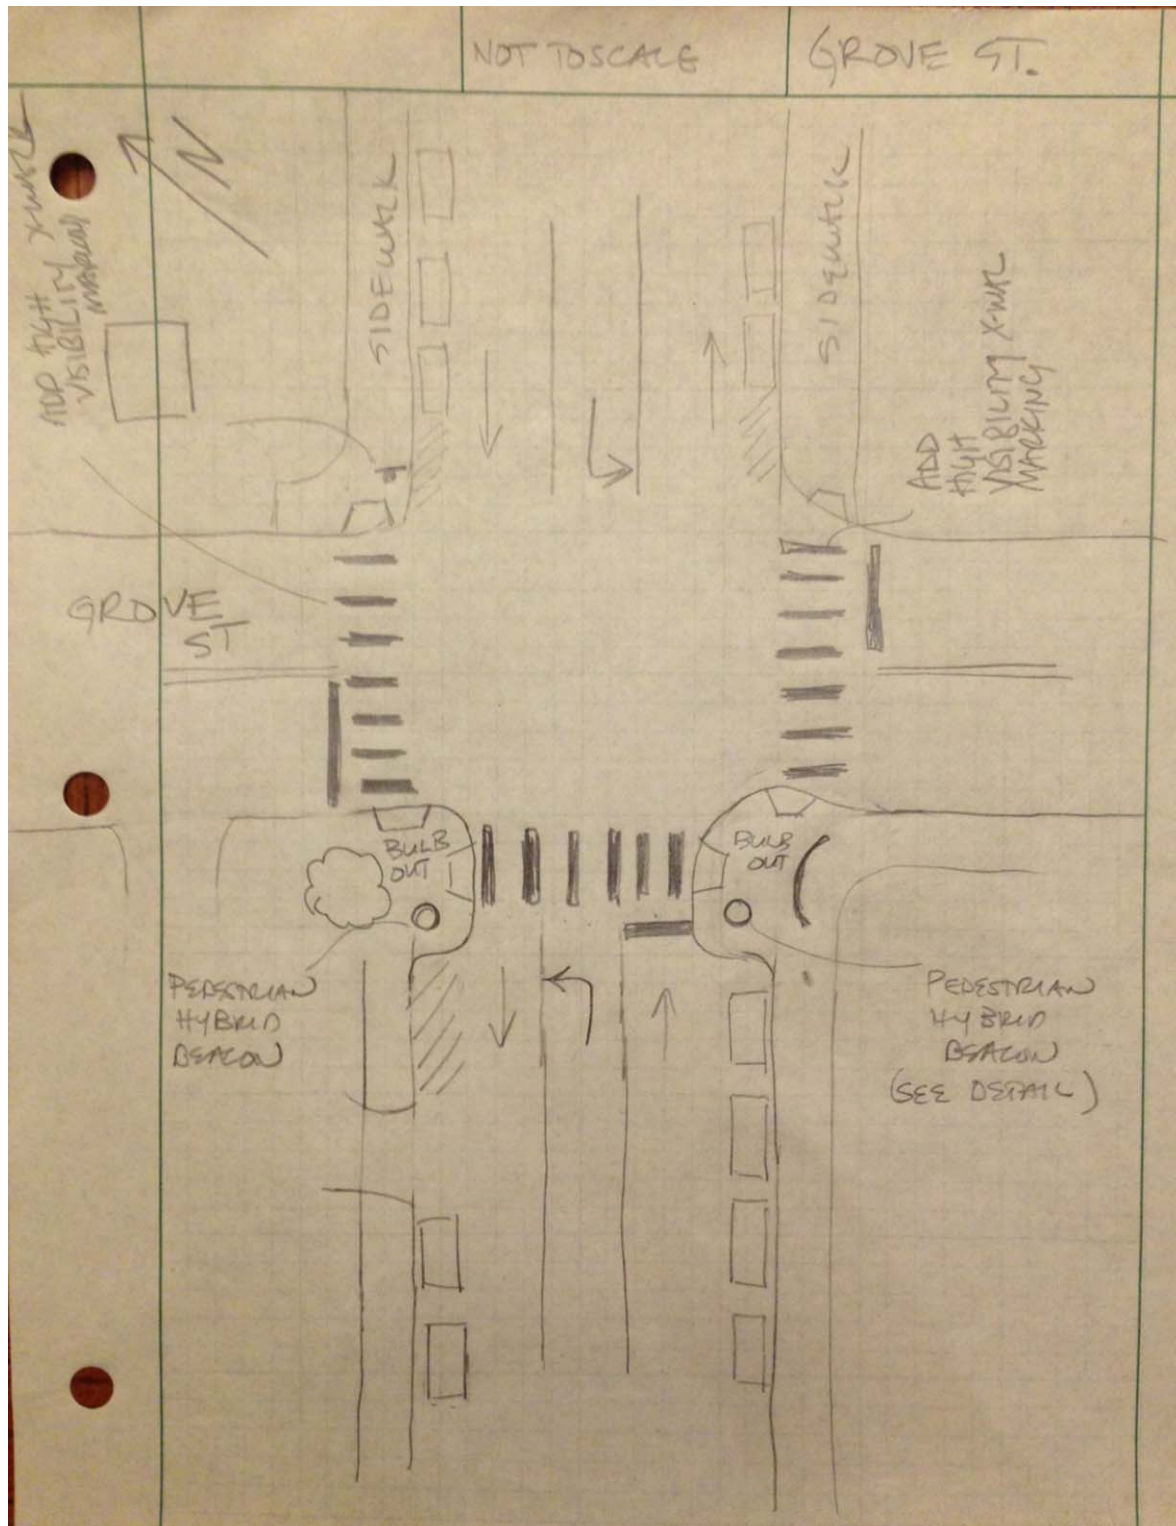 NOT TO SCALE
GROVE ST.
N
ADD HIGH X-WALK
VISIBILITY
MARKING
SIDEWALK
SIDEWALK
ADD
HIGH
VISIBILITY X-WALK
MARKING
GROVE
ST
BULB
OUT
BULB
OUT
PEDESTRIAN
HYBRID
BEACON
PEDESTRIAN
HYBRID
BEACON
(SEE DETAIL)